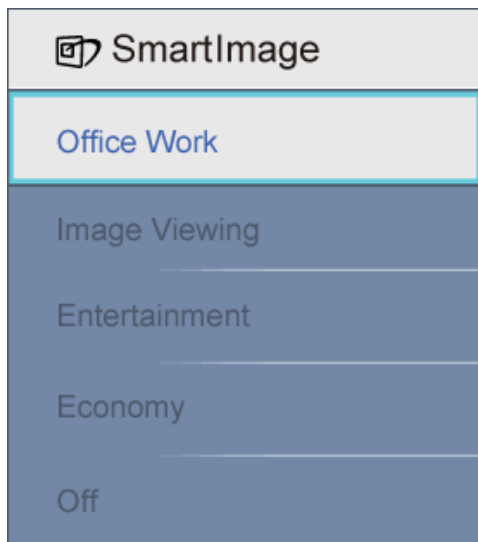 SmartImage
Office Work
Image Viewing
Entertainment
Economy
Off